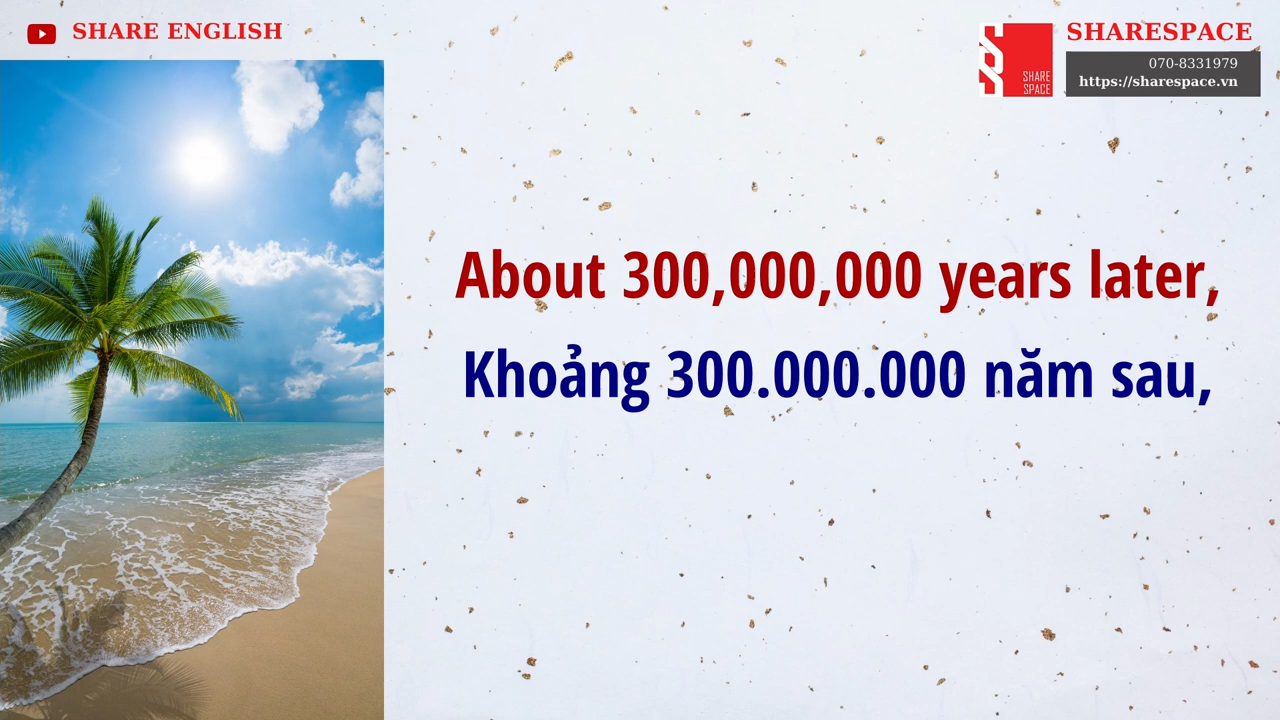 SHARE ENGLISH
SHARESPACE
SHARE
SPACE
070-8331979
https://sharespace.vn
About 300,000,000 years later,
Khoảng 300.000.000 năm sau,